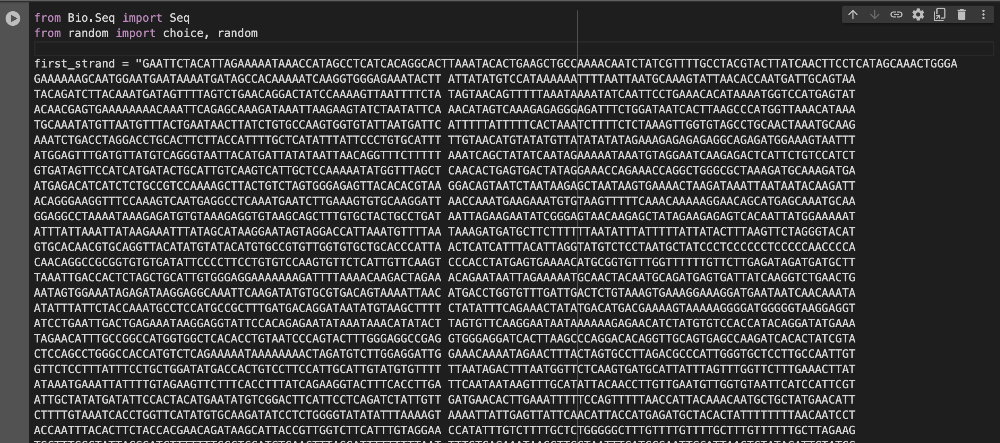 from Bio.Seq import Seq
from random import choice, random
first_strand = "GAATTCTACATTAGAAAAATAAACCATAGCCTCATCACAGGCACTTAAATACACTGAAGCTGCCAAAACAATCTATCGTTTTGCCTACGTACTTATCAACTTCCTCATAGCAAACTGGGA
GAAAAAAGCAATGGAATGAATAAAATGATAGCCACAAAAATCAAGGTGGGAGAAATACTT ATTATATGTCCATAAAAAATTTTAATTAATGCAAAGTATTAACACCAATGATTGCAGTAA
TACAGATCTTACAAATGATAGTTTTAGTCTGAACAGGACTATCCAAAAGTTAATTTTCTA TAGTAACAGTTTTTAAATAAAATATCAATTCCTGAAACACATAAAATGGTCCATGAGTAT
ACAACGAGTGAAAAAAAACAAATTCAGAGCAAAGATAAATTAAGAAGTATCTAATATTCA AACATAGTCAAAGAGAGGGAGATTTCTGGATAATCACTTAAGCCCATGGTTAAACATAAA
TGCAAATATGTTAATGTTTACTGAATAACTTATCTGTGCCAAGTGGTGTATTAATGATTC ATTTTTATTTTTCACTAAATCTTTTCTCTAAAGTTGGTGTAGCCTGCAACTAAATGCAAG
AAATCTGACCTAGGACCTGCACTTCTTACCATTTTGCTCATATTTATTCCCTGTGCATTT TTGTAACATGTATATGTTATATATATAGAAAGAGAGAGAGGCAGAGATGGAAAGTAATTT
ATGGAGTTTGATGTTATGTCAGGGTAATTACATGATTATATAATTAACAGGTTTCTTTTT AAATCAGCTATATCAATAGAAAAATAAATGTAGGAATCAAGAGACTCATTCTGTCCATCT
GTGATAGTTCCATCATGATACTGCATTGTCAAGTCATTGCTCCAAAAATATGGTTTAGCT CAACACTGAGTGACTATAGGAAACCAGAAACCAGGCTGGGCGCTAAAGATGCAAAGATGA
ATGAGACATCATCTCTGCCGTCCAAAAGCTTACTGTCTAGTGGGAGAGTTACACACGTAA GGACAGTAATCTAATAAGAGCTAATAAGTGAAAACTAAGATAAATTAATAATACAAGATT
ACAGGGAAGGTTTCCAAAGTCAATGAGGCCTCAAATGAATCTTGAAAGTGTGCAAGGATT AACCAAATGAAGAAATGTGTAAGTTTTTCAAACAAAAAGGAACAGCATGAGCAAATGCAA
GGAGGCCTAAAATAAAGAGATGTGTAAAGAGGTGTAAGCAGCTTTGTGCTACTGCCTGAT AATTAGAAGAATATCGGGAGTAACAAGAGCTATAGAAGAGAGTCACAATTATGGAAAAAT
ATTTATTAAATTATAAGAAATTTATAGCATAAGGAATAGTAGGACCATTAAATGTTTTAA TAAAGATGATGCTTCTTTTTTAATATTTATTTTTATTATACTTTAAGTTCTAGGGTACAT
GTGCACAACGTGCAGGTTACATATGTATACATGTGCCGTGTTGGTGTGCTGCACCCATTA ACTCATCATTTACATTAGGTATGTCTCCTAATGCTATCCCTCCCCCCTCCCCCAACCCCA
CAACAGGCCGCGGTGTGTGATATTCCCCTTCCTGTGTCCAAGTGTTCTCATTGTTCAAGT CCCACCTATGAGTGAAAACATGCGGTGTTTGGTTTTTTGTTCTTGAGATAGATGATGCTT
TAAATTGACCACTCTAGCTGCATTGTGGGAGGAAAAAAAGATTTTAAAACAAGACTAGAA ACAGAATAATTAGAAAAATGCAACTACAATGCAGATGAGTGATTATCAAGGTCTGAACTG
AATAGTGGAAATAGAGATAAGGAGGCAAATTCAAGATATGTGCGTGACAGTAAAATTAAC ATGACCTGGTGTTTGATTGACTCTGTAAAGTGAAAGGAAAGGATGAATAATCAACAAATA
ATATTTATTCTACCAAATGCCTCCATGCCGCTTTGATGACAGGATAATATGTAAGCTTTT CTATATTTCAGAAACTATATGACATGACGAAAAGTAAAAAGGGGATGGGGGTAAGGAGGT
ATCCTGAATTGACTGAGAAATAAGGAGGTATTCCACAGAGAATATAAATAAACATATACT TAGTGTTCAAGGAATAATAAAAAAGAGAACATCTATGTGTCCACCATACAGGATATGAAA
TAGAACATTTGCCGGCCATGGTGGCTCACACCTGTAATCCCAGTACTTTGGGAGGCCGAG GTGGGAGGATCACTTAAGCCCAGGACACAGGTTGCAGTGAGCCAAGATCACACTATCGTA
CTCCAGCCTGGGCCACCATGTCTCAGAAAAATAAAAAAAACTAGATGTCTTGGAGGATTG GAAACAAAATAGAACTTTACTAGTGCCTTAGACGCCCATTGGGTGCTCCTTGCCAATTGT
GTTCTCCTTTATTTCCTGCTGGATATGACCACTGTCCTTCCATTGCATTGTATGTGTTTT TTAATAGACTTTAATGGTTCTCAAGTGATGCATTATTTAGTTTGGTTCTTTGAAACTTAT
ATAAATGAAATTATTTTGTAGAAGTTCTTTCACCTTTATCAGAAGGTACTTTCACCTTGA TTCAATAATAAGTTTGCATATTACAACCTTGTTGAATGTTGGTGTAATTCATCCATTCGT
ATTGCTATATGATATTCCACTACATGAATATGTCGGACTTCATTCCTCAGATCTATTGTT GATGAACACTTGAAATTTTTCCAGTTTTTAACCATTACAAACAATGCTGCTATGAACATT
CTTTTGTAAATCACCTGGTTCATATGTGCAAGATATCCTCTGGGGTATATATTTAAAAGT AAAATTATTGAGTTATTCAACATTACCATGAGATGCTACACTATTTTTTTTAACAATCCT
ACCAATTTACACTTCTACCACGAACAGATAAGCATTACCGTTGGTCTTCATTTGTAGGAA CCATATTTGTCTTTTGCTCTGGGGGCTTTGTTTTGTTTTGCTTTGTTTTTTGCTTAGAAG